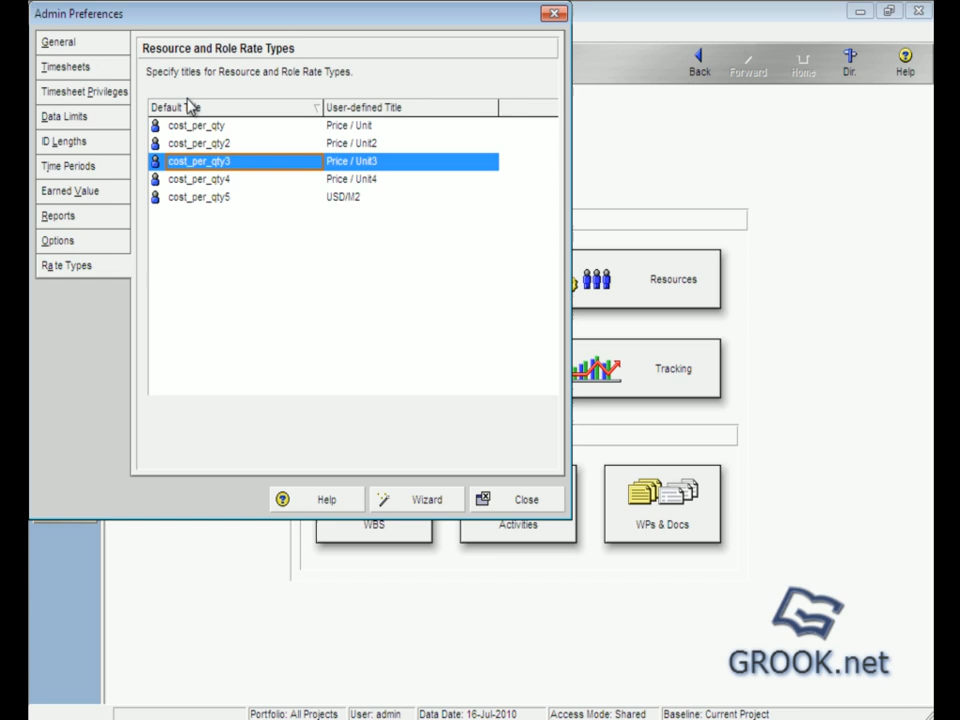 Admin Preferences
General
Timesheets
Timesheet Privileges
Data Limits
ID Lengths
Time Periods
Earned Value
Reports
Options
Rate Types
Resource and Role Rate Types
Specify titles for Resource and Role Rate Types.
Default User-defined Title
cost_per_qty Price / Unit
cost_per_qty2 Price / Unit2
cost_per_qty3 Price / Unit3
cost_per_qty4 Price / Unit4
cost_per_qty5 USD/M2
Help Wizard Close
Back Forward Home Dir. Help
Resources
Tracking
WBS Activities WPs & Docs
GROOK.net
Portfolio: All Projects User: admin Data Date: 16-Jul-2010 Access Mode: Shared Baseline: Current Project